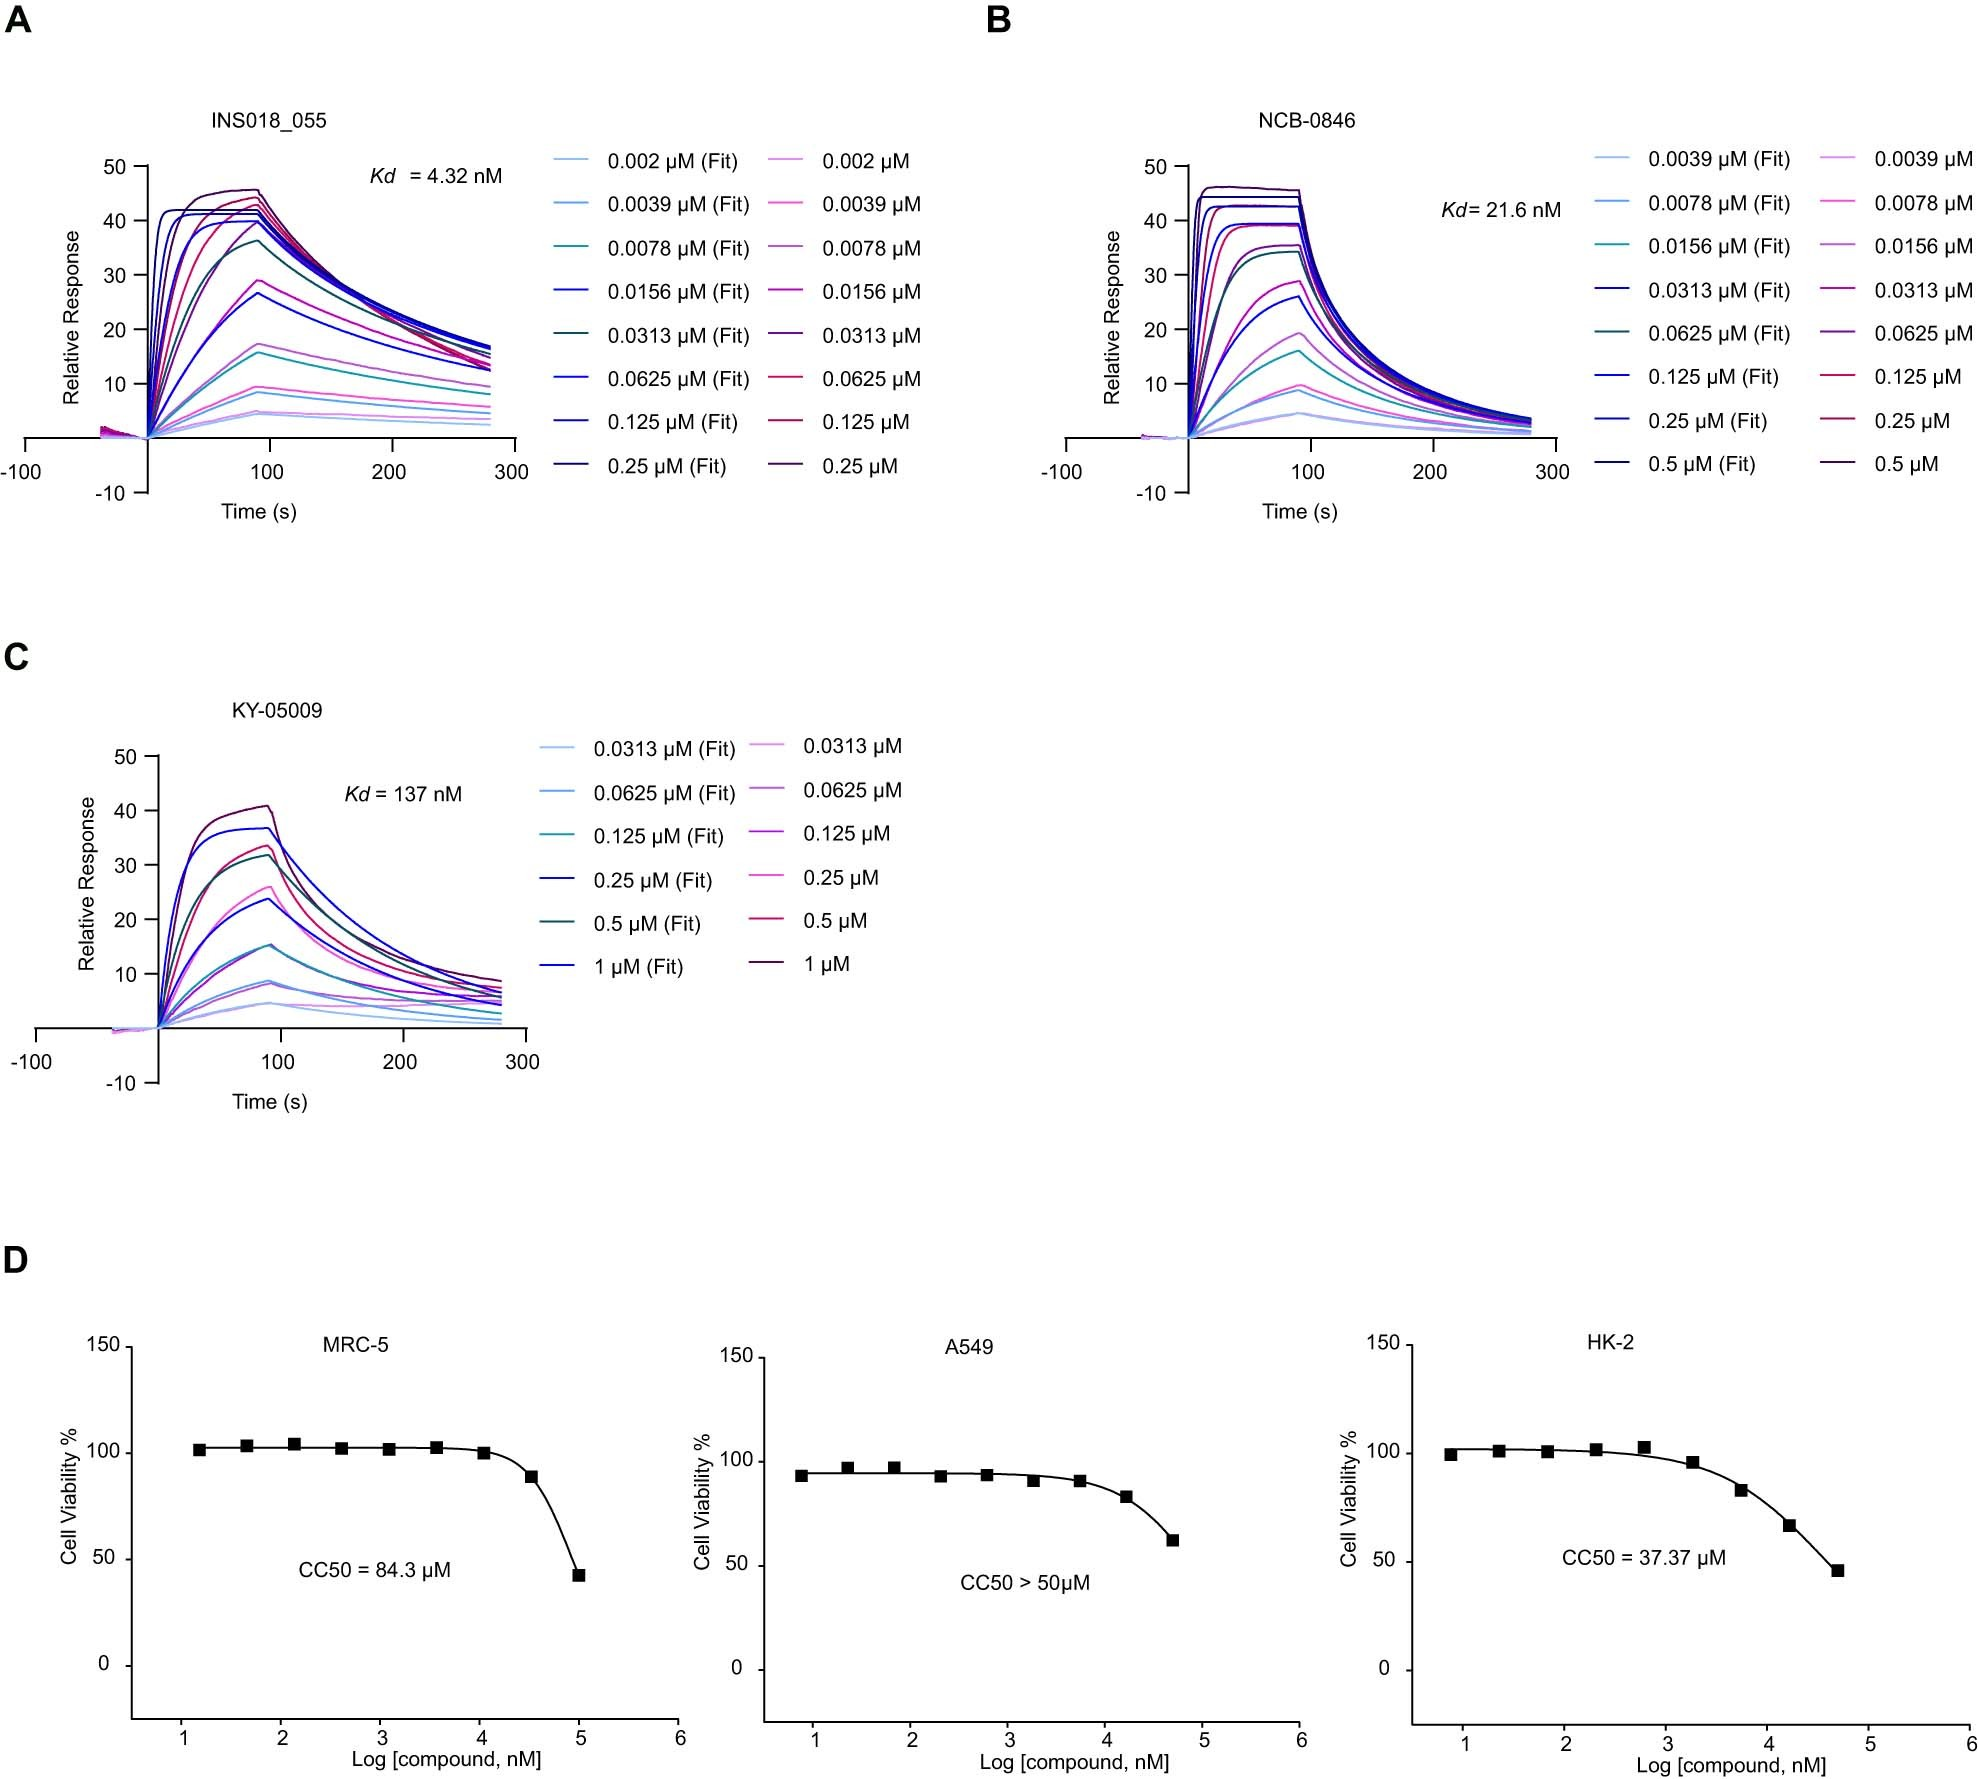 A
INS018_055
Kd = 4.32 nM
Relative Response
50
40
30
20
10
-10
-100
100
200
300
Time (s)
0.002 µM (Fit)
0.0039 µM (Fit)
0.0078 µM (Fit)
0.0156 µM (Fit)
0.0313 µM (Fit)
0.0625 µM (Fit)
0.125 µM (Fit)
0.25 µM (Fit)
0.002 µM
0.0039 µM
0.0078 µM
0.0156 µM
0.0313 µM
0.0625 µM
0.125 µM
0.25 µM
B
NCB-0846
Kd= 21.6 nM
Relative Response
50
40
30
20
10
-10
-100
100
200
300
Time (s)
0.0039 µM (Fit)
0.0078 µM (Fit)
0.0156 µM (Fit)
0.0313 µM (Fit)
0.0625 µM (Fit)
0.125 µM (Fit)
0.25 µM (Fit)
0.5 µM (Fit)
0.0039 µM
0.0078 µM
0.0156 µM
0.0313 µM
0.0625 µM
0.125 µM
0.25 µM
0.5 µM
C
KY-05009
Kd = 137 nM
Relative Response
50
40
30
20
10
-10
-100
100
200
300
Time (s)
0.0313 µM (Fit)
0.0625 µM (Fit)
0.125 µM (Fit)
0.25 µM (Fit)
0.5 µM (Fit)
1 µM (Fit)
0.0313 µM
0.0625 µM
0.125 µM
0.25 µM
0.5 µM
1 µM
D
MRC-5
Cell Viability %
150
100
50
0
CC50 = 84.3 µM
1
2
3
4
5
6
Log [compound, nM]
A549
Cell Viability %
150
100
50
0
CC50 > 50µM
1
2
3
4
5
6
Log [compound, nM]
HK-2
Cell Viability %
150
100
50
0
CC50 = 37.37 µM
1
2
3
4
5
6
Log [compound, nM]